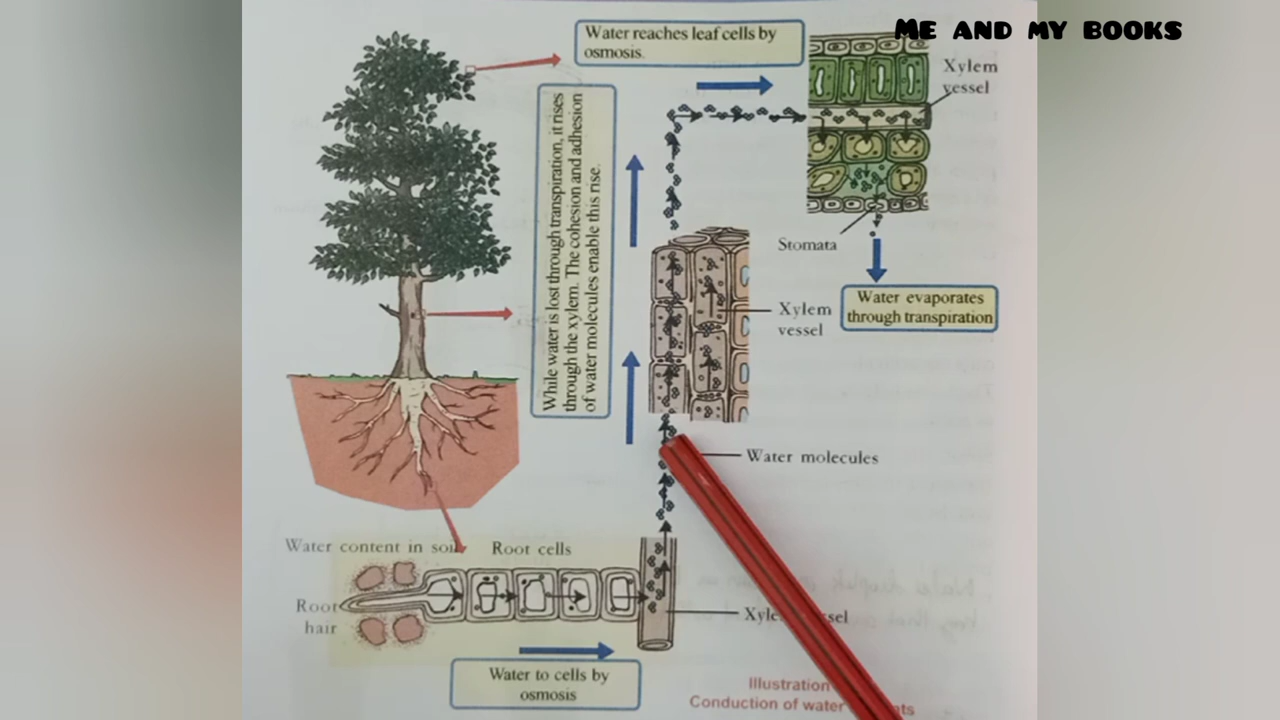 ME AND MY BOOKS
Water reaches leaf cells by
osmosis.
Xylem
vessel
While water is lost through transpiration, it rises
through the xylem. The cohesion and adhesion
of water molecules enable this rise.
Stomata
Water evaporates
through transpiration
Xylem
vessel
Water molecules
Water content in soil
Root cells
Root
hair
Water to cells by
osmosis
Illustration
Conduction of water